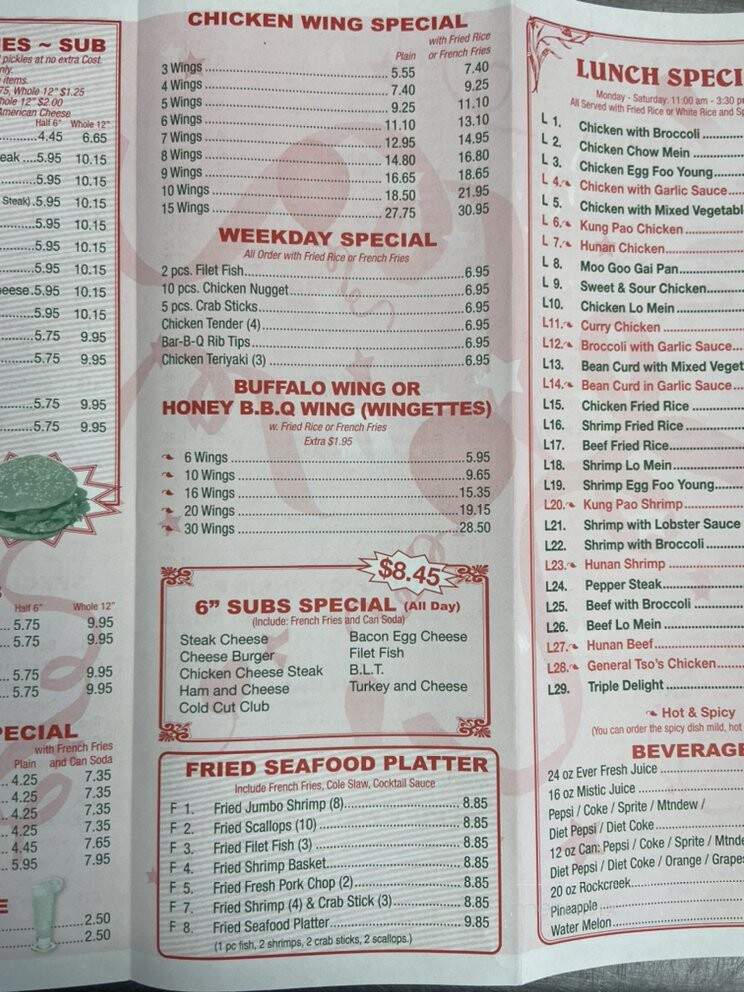 ES ~ SUB
pickles at no extra Cost
nly.
items.
75, Whole 12" $1.25
hole 12" $2.00
American Cheese
Half 6" Whole 12"
4.45 6.65
eak ....5.95 10.15
5.95 10.15
Steak) .5.95 10.15
5.95 10.15
5.95 10.15
5.95 10.15
eese.5.95 10.15
5.95 10.15
5.75 9.95
5.75 9.95
5.75 9.95
5.75 9.95
Half 6" Whole 12"
5.75 9.95
5.75 9.95
5.75 9.95
5.75 9.95
PECIAL
with French Fries
Plain and Can Soda
4.25 7.35
4.25 7.35
4.25 7.35
4.25 7.35
4.45 7.65
5.95 7.95
E
2.50
2.50
CHICKEN WING SPECIAL
with Fried Rice
Plain or French Fries
3 Wings 5.55 7.40
4 Wings 7.40 9.25
5 Wings 9.25 11.10
6 Wings 11.10 13.10
7 Wings 12.95 14.95
8 Wings 14.80 16.80
9 Wings 16.65 18.65
10 Wings 18.50 21.95
15 Wings 27.75 30.95
WEEKDAY SPECIAL
All Order with Fried Rice or French Fries
2 pcs. Filet Fish 6.95
10 pcs. Chicken Nugget 6.95
5 pcs. Crab Sticks 6.95
Chicken Tender (4) 6.95
Bar-B-Q Rib Tips 6.95
Chicken Teriyaki (3) 6.95
BUFFALO WING OR
HONEY B.B.Q WING (WINGETTES)
w. Fried Rice or French Fries
Extra $1.95
6 Wings 5.95
10 Wings 9.65
16 Wings 15.35
20 Wings 19.15
30 Wings 28.50
$8.45
6" SUBS SPECIAL (All Day)
(Include: French Fries and Can Soda)
Steak Cheese Bacon Egg Cheese
Cheese Burger Filet Fish
Chicken Cheese Steak B.L.T.
Ham and Cheese Turkey and Cheese
Cold Cut Club
FRIED SEAFOOD PLATTER
Include French Fries, Cole Slaw, Cocktail Sauce
F 1. Fried Jumbo Shrimp (8) 8.85
F 2. Fried Scallops (10) 8.85
F 3. Fried Filet Fish (3) 8.85
F 4. Fried Shrimp Basket 8.85
F 5. Fried Fresh Pork Chop (2) 8.85
F 7. Fried Shrimp (4) & Crab Stick (3) 8.85
F 8. Fried Seafood Platter 9.85
(1 pc fish, 2 shrimps, 2 crab sticks, 2 scallops.)
LUNCH SPECI
Monday - Saturday: 11:00 am - 3:30 p
All Served with Fried Rice or White Rice and
L 1. Chicken with Broccoli
L 2. Chicken Chow Mein
L 3. Chicken Egg Foo Young
L 4. Chicken with Garlic Sauce
L 5. Chicken with Mixed Vegetabl
L 6. Kung Pao Chicken
L 7. Hunan Chicken
L 8. Moo Goo Gai Pan
L 9. Sweet & Sour Chicken
L10. Chicken Lo Mein
L11. Curry Chicken
L12. Broccoli with Garlic Sauce
L13. Bean Curd with Mixed Veget
L14. Bean Curd in Garlic Sauce
L15. Chicken Fried Rice
L16. Shrimp Fried Rice
L17. Beef Fried Rice
L18. Shrimp Lo Mein
L19. Shrimp Egg Foo Young
L20. Kung Pao Shrimp
L21. Shrimp with Lobster Sauce
L22. Shrimp with Broccoli
L23. Hunan Shrimp
L24. Pepper Steak
L25. Beef with Broccoli
L26. Beef Lo Mein
L27. Hunan Beef
L28. General Tso's Chicken
L29. Triple Delight
Hot & Spicy
(You can order the spicy dish mild, hot
BEVERAGE
24 oz Ever Fresh Juice
16 oz Mistic Juice
Pepsi / Coke / Sprite / Mtndew /
Diet Pepsi / Diet Coke
12 oz Can: Pepsi / Coke / Sprite / Mtnde
Diet Pepsi / Diet Coke / Orange / Grape
20 oz Rockcreek
Pineapple
Water Melon